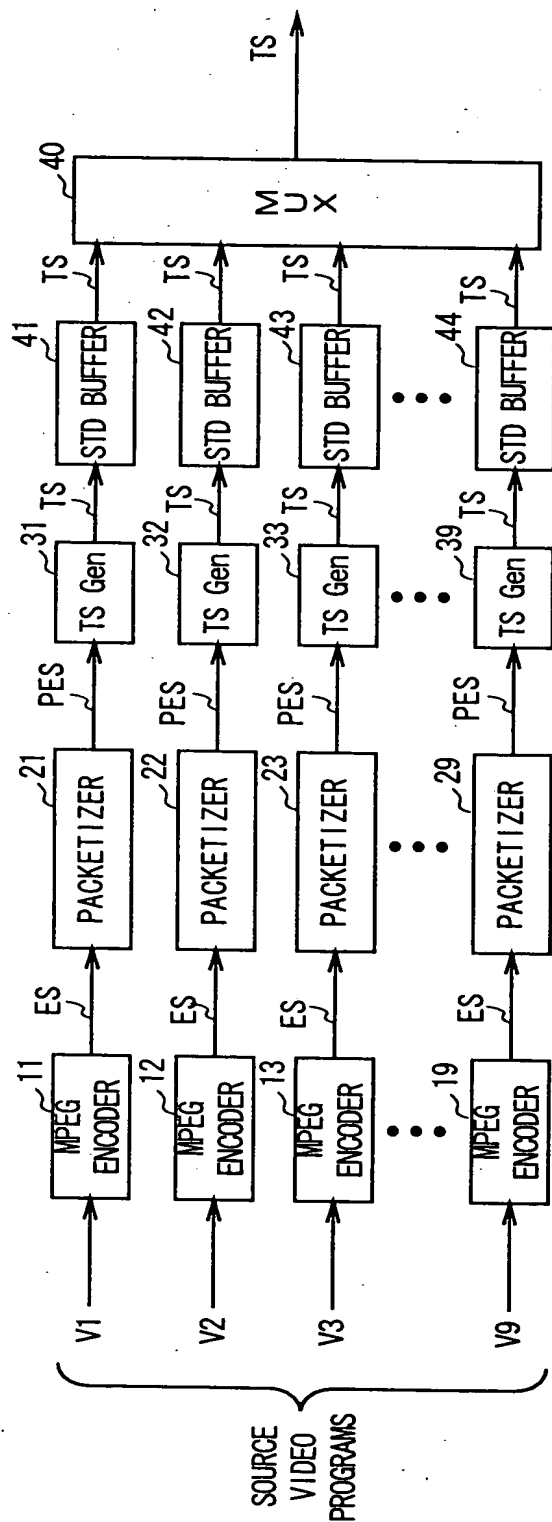 SOURCE
VIDEO
PROGRAMS
V1
11
MPEG
ENCODER
ES
21
PACKETIZER
PES
31
TS Gen
TS
41
STD BUFFER
TS
V2
12
MPEG
ENCODER
ES
22
PACKETIZER
PES
32
TS Gen
TS
42
STD BUFFER
TS
V3
13
MPEG
ENCODER
ES
23
PACKETIZER
PES
33
TS Gen
TS
43
STD BUFFER
TS
V9
19
MPEG
ENCODER
ES
29
PACKETIZER
PES
39
TS Gen
TS
44
STD BUFFER
TS
40
MUX
TS